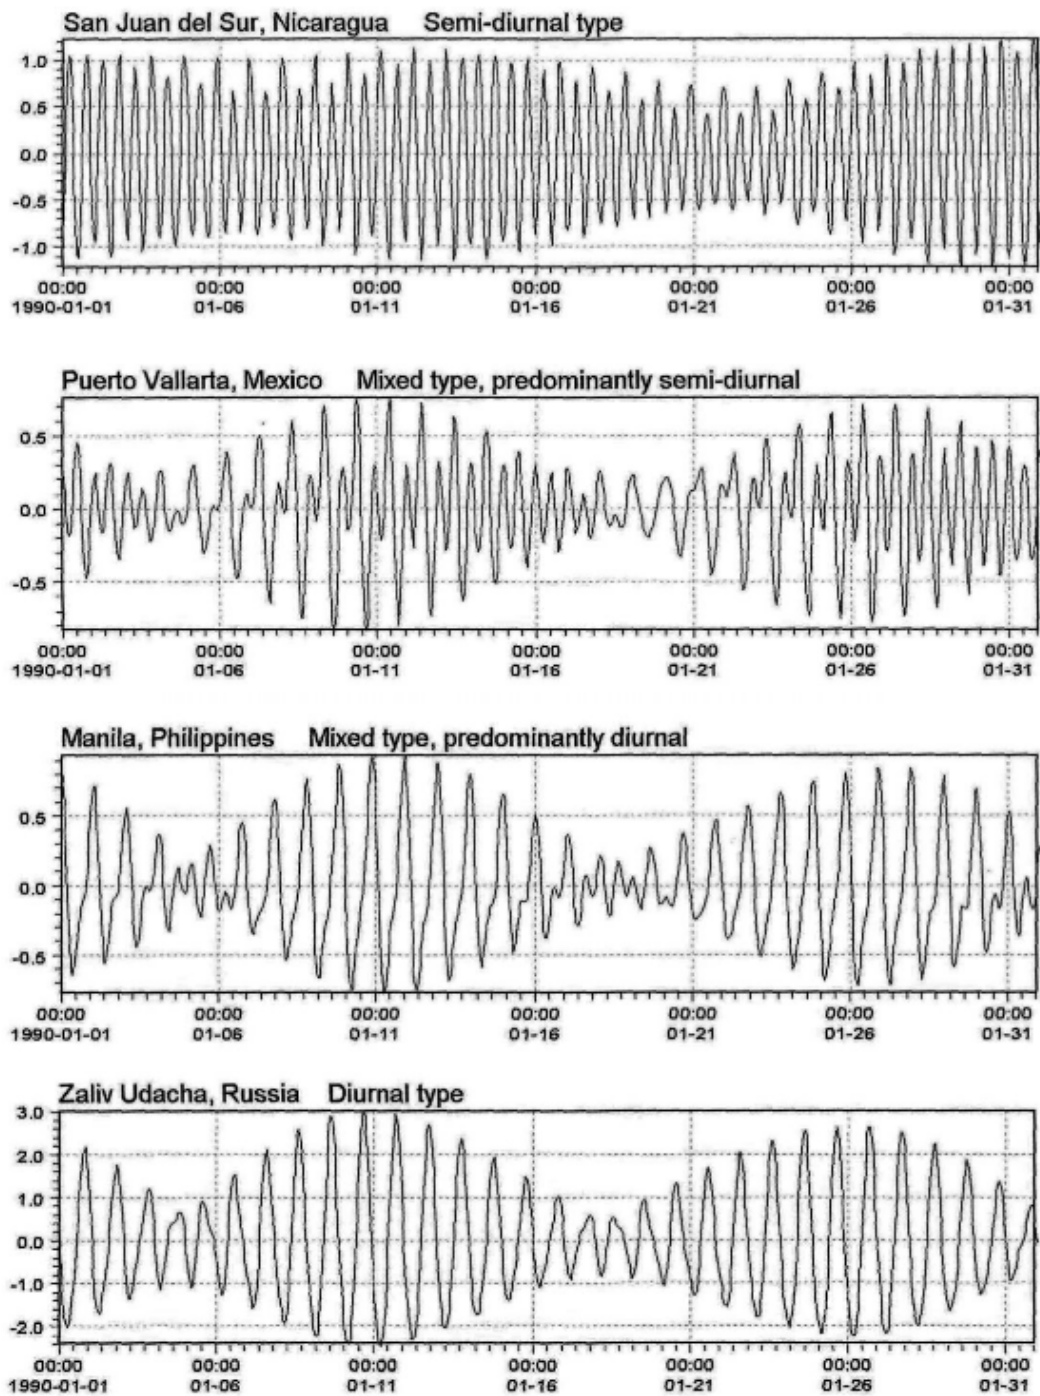 San Juan del Sur, Nicaragua Semi-diurnal type
1.0
0.5
0.0
-0.5
-1.0
00:00 00:00 00:00 00:00 00:00 00:00 00:00
1990-01-01 01-06 01-11 01-16 01-21 01-26 01-31
Puerto Vallarta, Mexico Mixed type, predominantly semi-diurnal
0.5
0.0
-0.5
00:00 00:00 00:00 00:00 00:00 00:00 00:00
1990-01-01 01-06 01-11 01-16 01-21 01-26 01-31
Manila, Philippines Mixed type, predominantly diurnal
0.5
0.0
-0.5
00:00 00:00 00:00 00:00 00:00 00:00 00:00
1990-01-01 01-06 01-11 01-16 01-21 01-26 01-31
Zaliv Udacha, Russia Diurnal type
3.0
2.0
1.0
0.0
-1.0
-2.0
00:00 00:00 00:00 00:00 00:00 00:00 00:00
1990-01-01 01-06 01-11 01-16 01-21 01-26 01-31